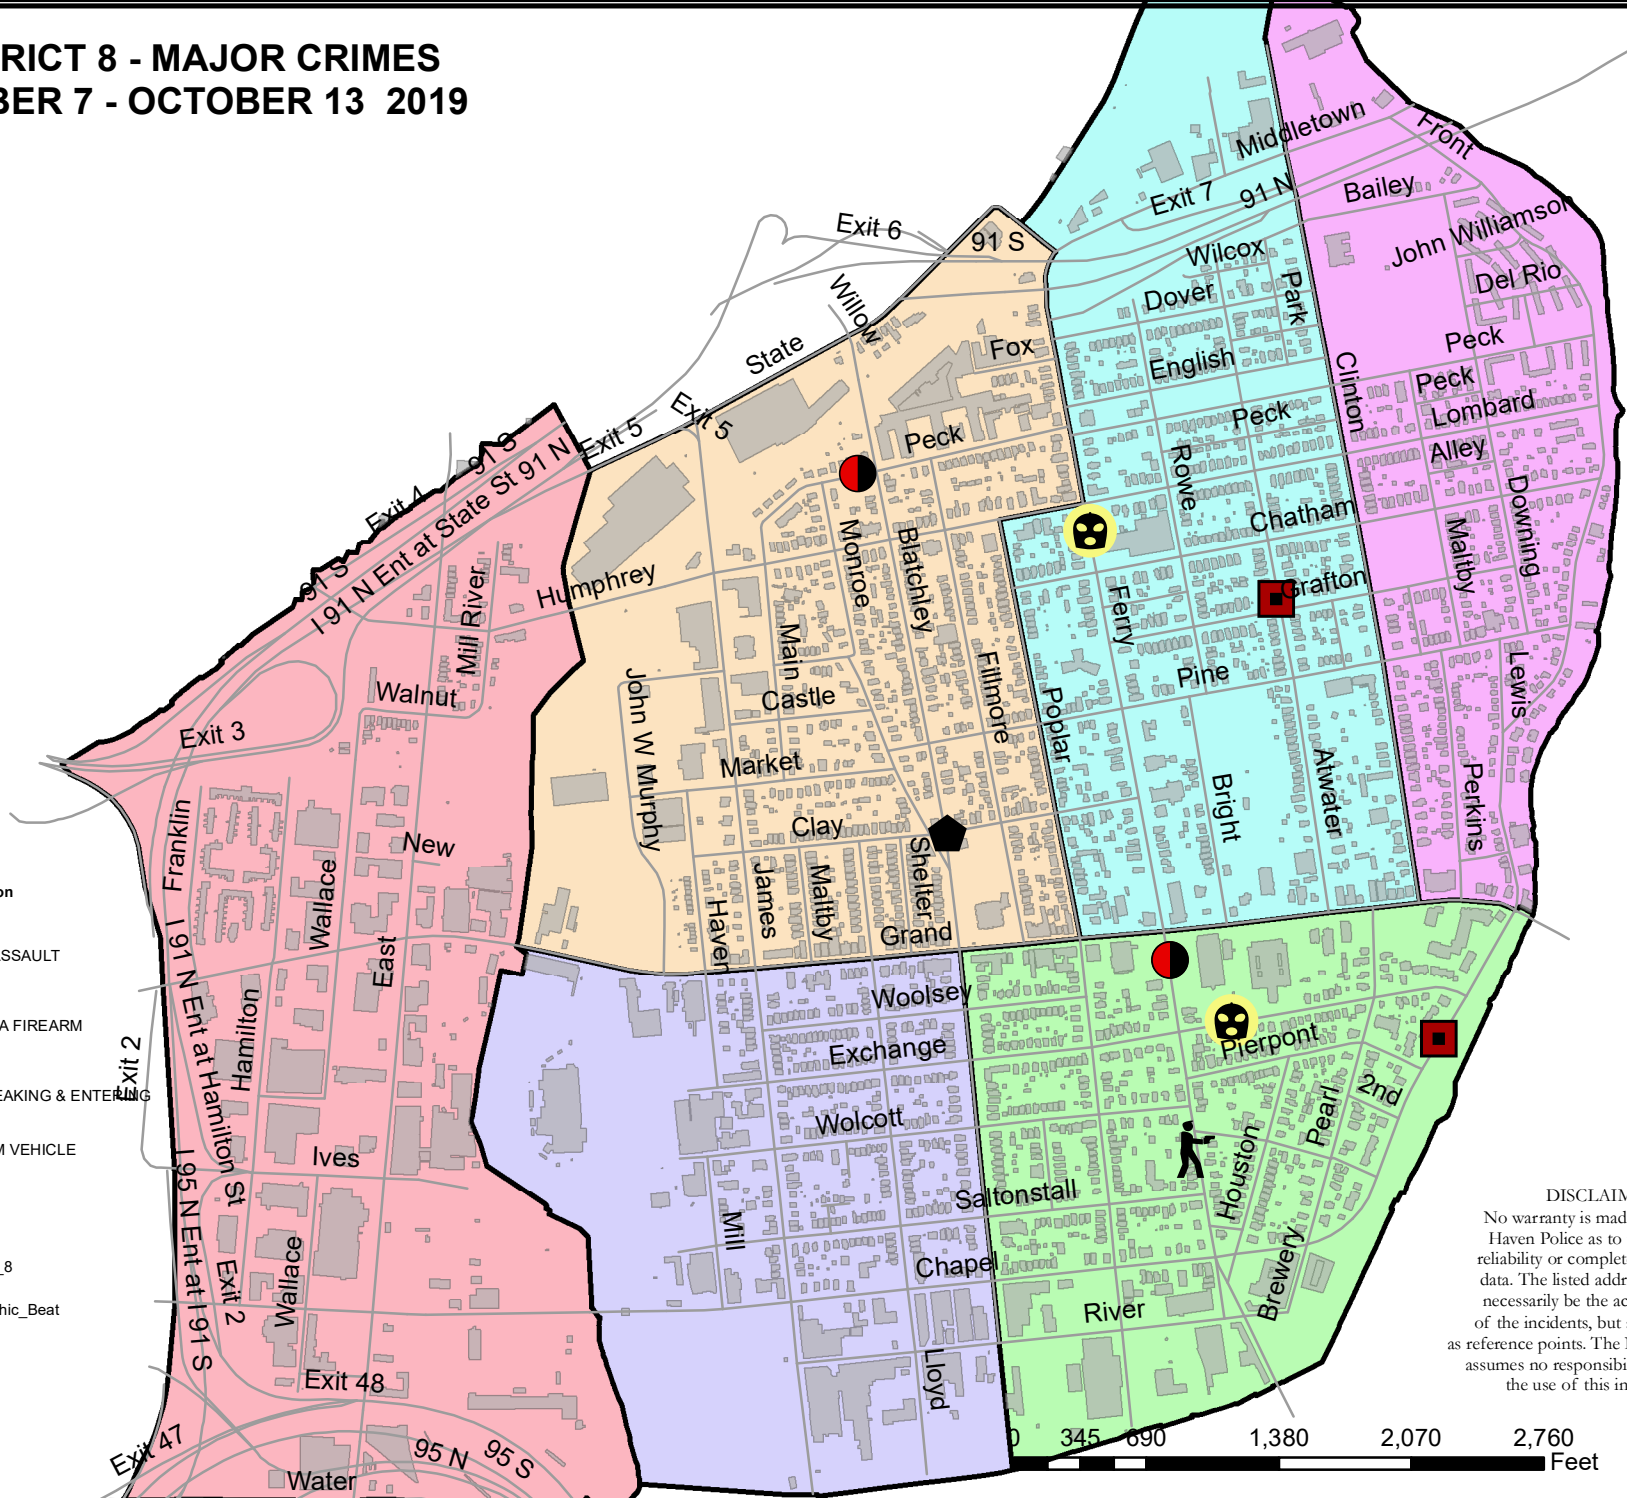 RICT 8 - MAJOR CRIMES
BER 7 - OCTOBER 13 2019
Middletown
Front
Exit 7
91 N
Bailey
Exit 6
91 S
John Williamson
Wilcox
Del Rio
Dover
Park
Willow
State
Fox
English
Peck
Clinton
Peck
Exit 5
Exit 5
Peck
Lombard
Peck
Alley
91 S
I 91 N Ent at State St 91 N
Exit 4
Rowe
Downing
Chatham
Maltby
Monroe
Blatchley
91 S
Humphrey
Grafton
Ferry
Mill River
Main
Fillmore
Pine
Lewis
Walnut
Castle
John W Murphy
Poplar
Exit 3
Market
Atwater
Bright
Perkins
Franklin
New
Clay
Shelter
Wallace
James
Maltby
on
Haven
Grand
East
ASSAULT
I 91 N Ent at Hamilton St
Woolsey
Hamilton
A FIREARM
Exchange
Pierpont
Exit 2
2nd
EAKING & ENTERING
Pearl
Wolcott
M VEHICLE
Ives
Houston
I 95 N Ent at I 91 S
Saltonstall
Mill
DISCLAIM
No warranty is mad
Haven Police as to
reliability or complet
data. The listed addr
necessarily be the ac
of the incidents, but
as reference points. The
assumes no responsibi
the use of this in
_8
Chapel
Exit 2
Wallace
Brewery
hic_Beat
River
Lloyd
Exit 48
Exit 47
95 N
95 S
Water
0 345 690 1,380 2,070 2,760
Feet